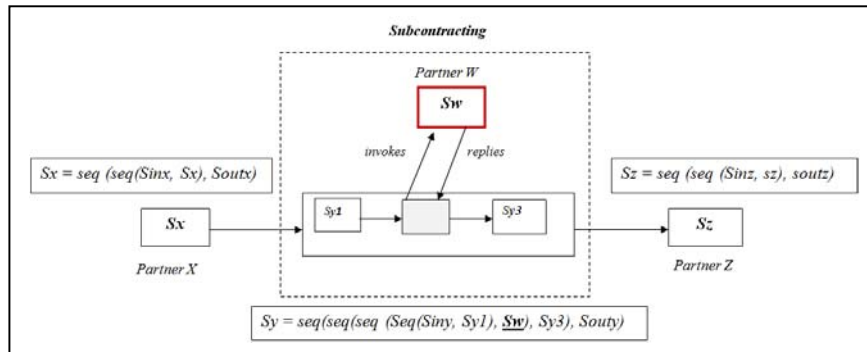 Subcontracting
Partner W
Sw
invokes
replies
Sx = seq (seq(Sinx, Sx), Soutx)
Sz = seq (seq (Sinz, sz), soutz)
Sy1
Sy3
Sx
Sz
Partner X
Partner Z
Sy = seq(seq(seq (Seq(Siny, Sy1), Sw), Sy3), Souty)